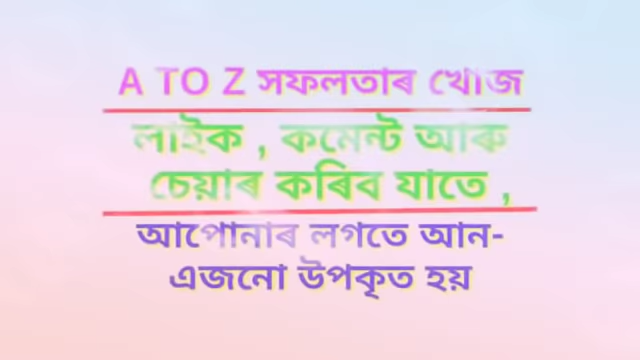 A TO Z সফলতাৰ খোজ
লাইক , কমেন্ট আৰু
চেয়াৰ কৰিব যাতে ,
আপোনাৰ লগতে আন-
এজনো উপকৃত হয়